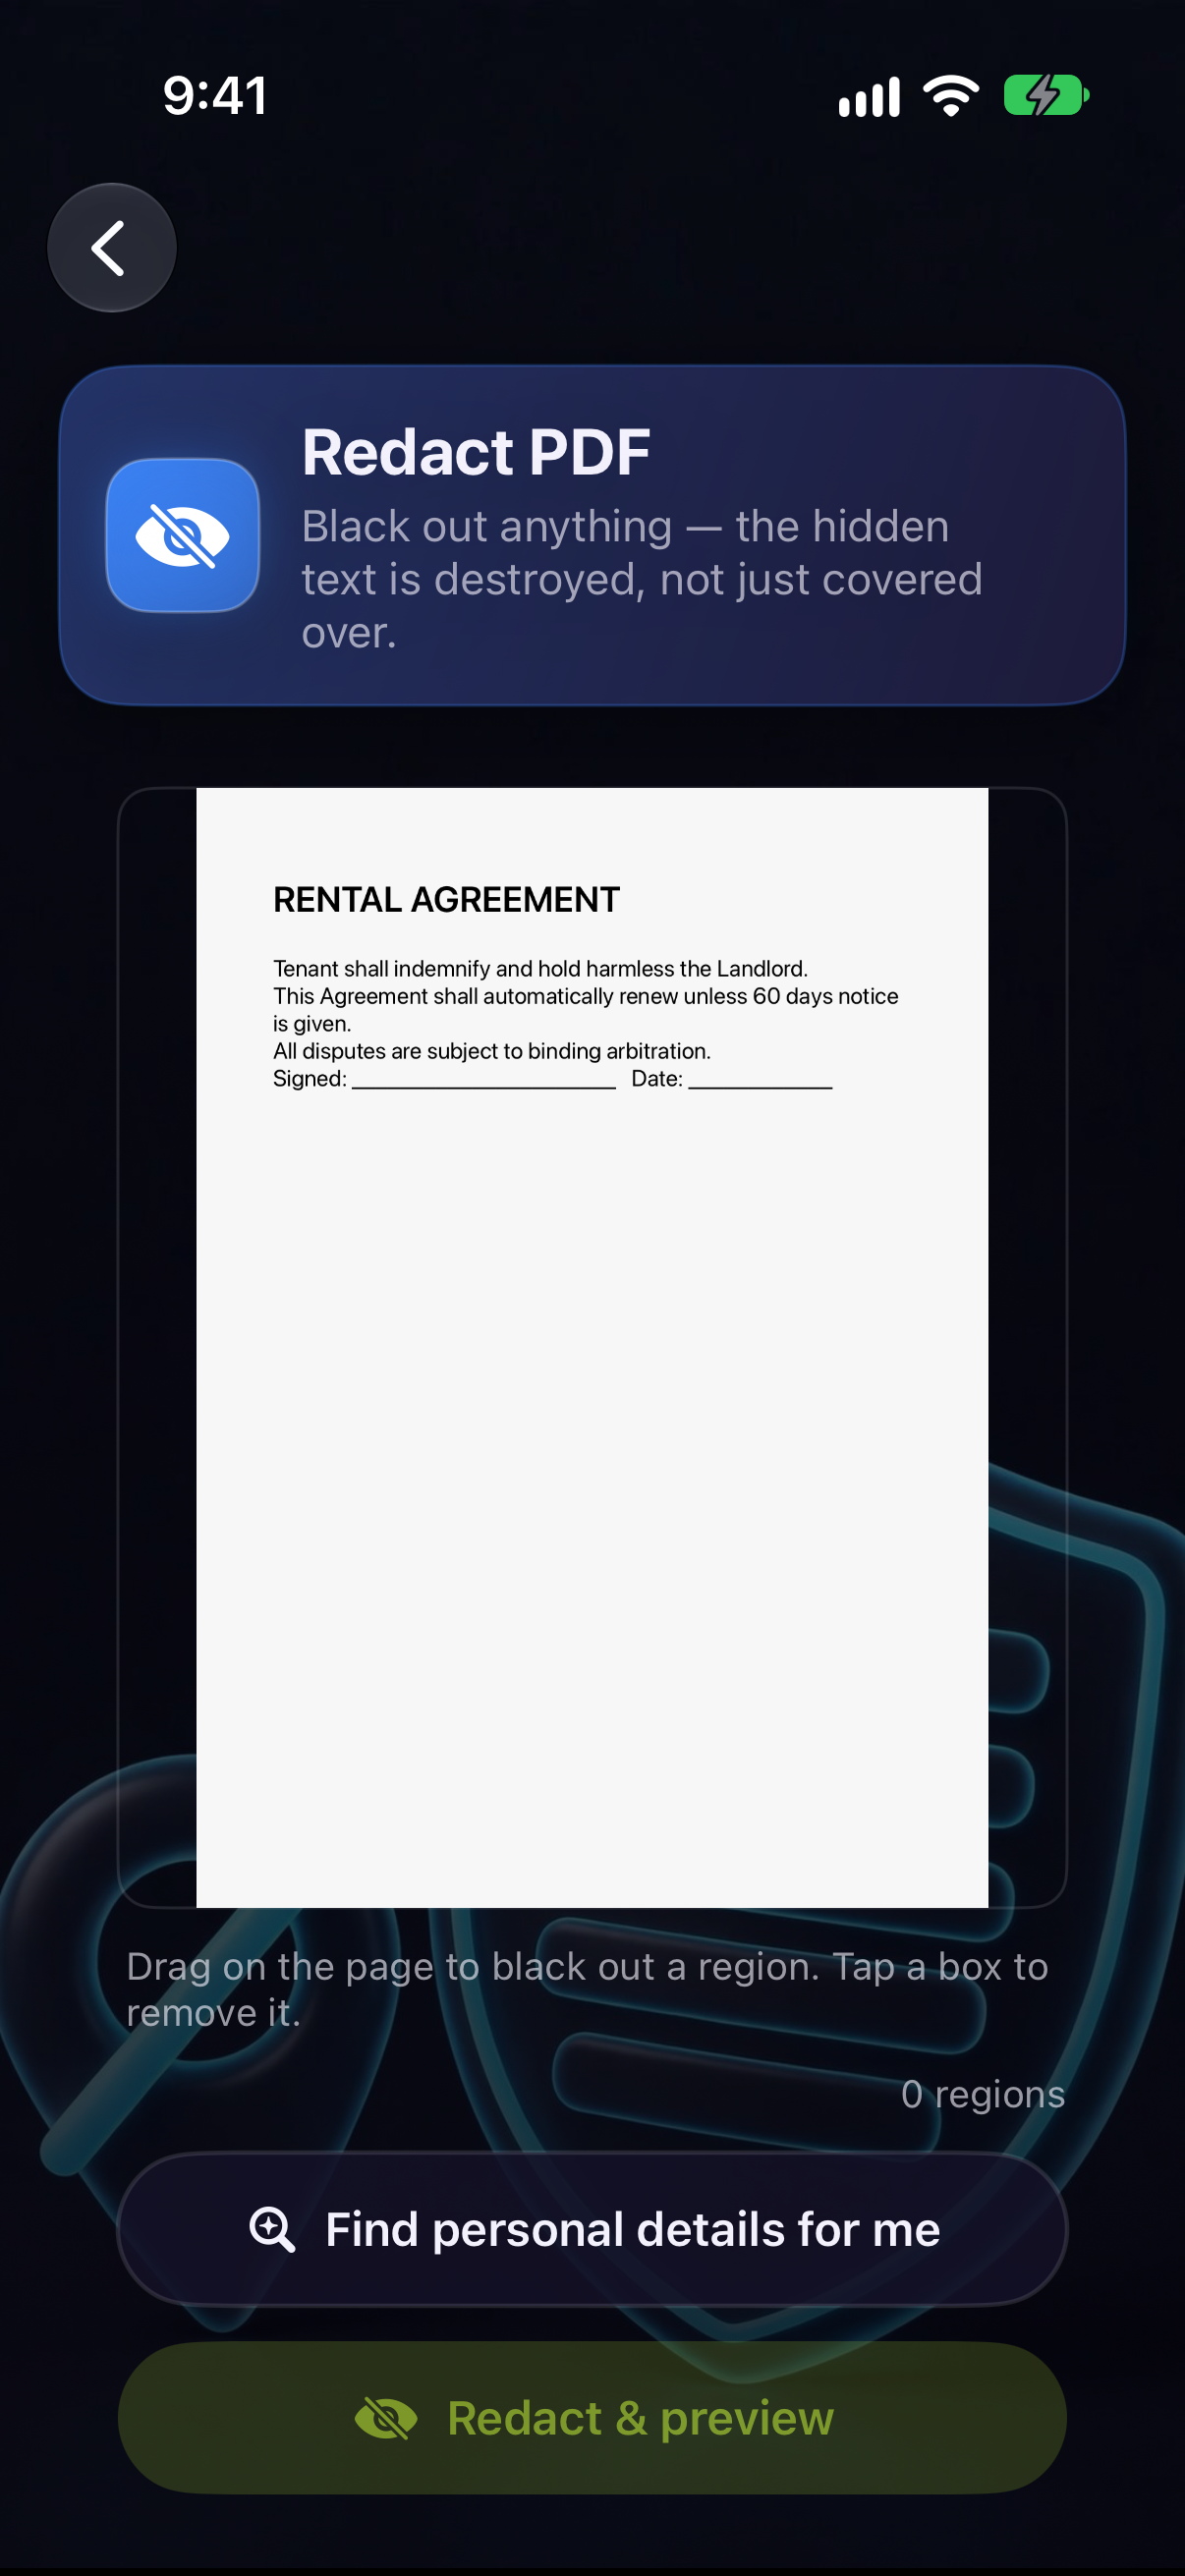 9:41
Redact PDF
Black out anything — the hidden
text is destroyed, not just covered
over.
RENTAL AGREEMENT
Tenant shall indemnify and hold harmless the Landlord.
This Agreement shall automatically renew unless 60 days notice
is given.
All disputes are subject to binding arbitration.
Signed: ______________________ Date: ____________
Drag on the page to black out a region. Tap a box to
remove it.
0 regions
Find personal details for me
Redact & preview